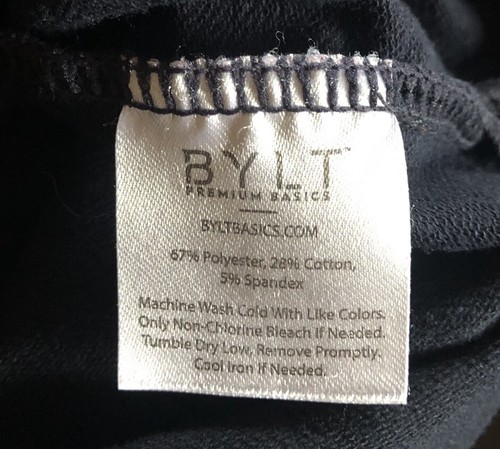 BYLT™
PREMIUM BASICS
BYLTBASICS.COM
67% Polyester, 28% Cotton,
5% Spandex
Machine Wash Cold With Like Colors.
Only Non-Chlorine Bleach If Needed.
Tumble Dry Low, Remove Promptly.
Cool Iron If Needed.